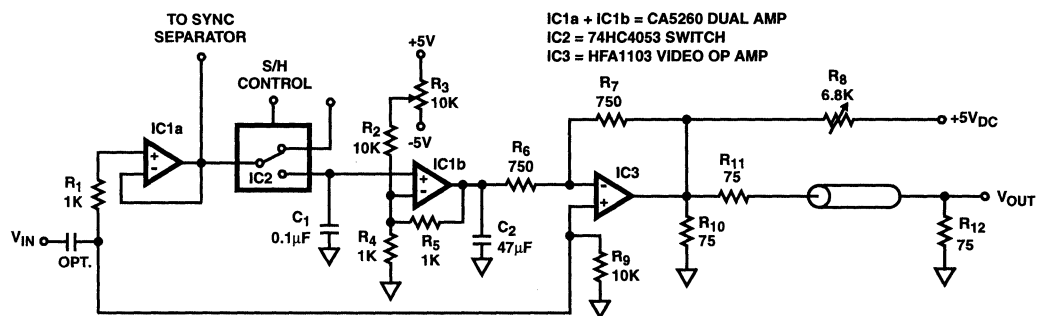 TO SYNC
SEPARATOR
IC1a + IC1b = CA5260 DUAL AMP
IC2 = 74HC4053 SWITCH
IC3 = HFA1103 VIDEO OP AMP
S/H
CONTROL
+5V
R3
10K
-5V
R2
10K
IC1a
+
-
IC2
IC1b
+
-
R1
1K
C1
0.1μF
R4
1K
R5
1K
C2
47μF
R6
750
R7
750
R8
6.8K
+5VDC
IC3
-
+
R11
75
R10
75
R9
10K
R12
75
VOUT
VIN
OPT.